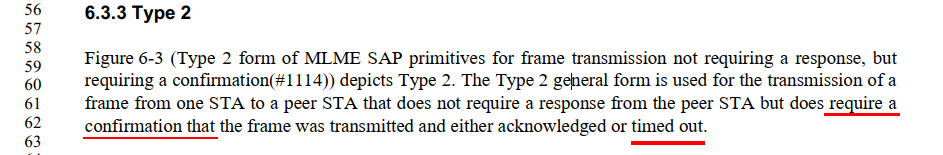 56
6.3.3 Type 2
57
58
Figure 6-3 (Type 2 form of MLME SAP primitives for frame transmission not requiring a response, but
59
requiring a confirmation(#1114)) depicts Type 2. The Type 2 general form is used for the transmission of a
60
61
frame from one STA to a peer STA that does not require a response from the peer STA but does require a
62
confirmation that the frame was transmitted and either acknowledged or timed out.
63